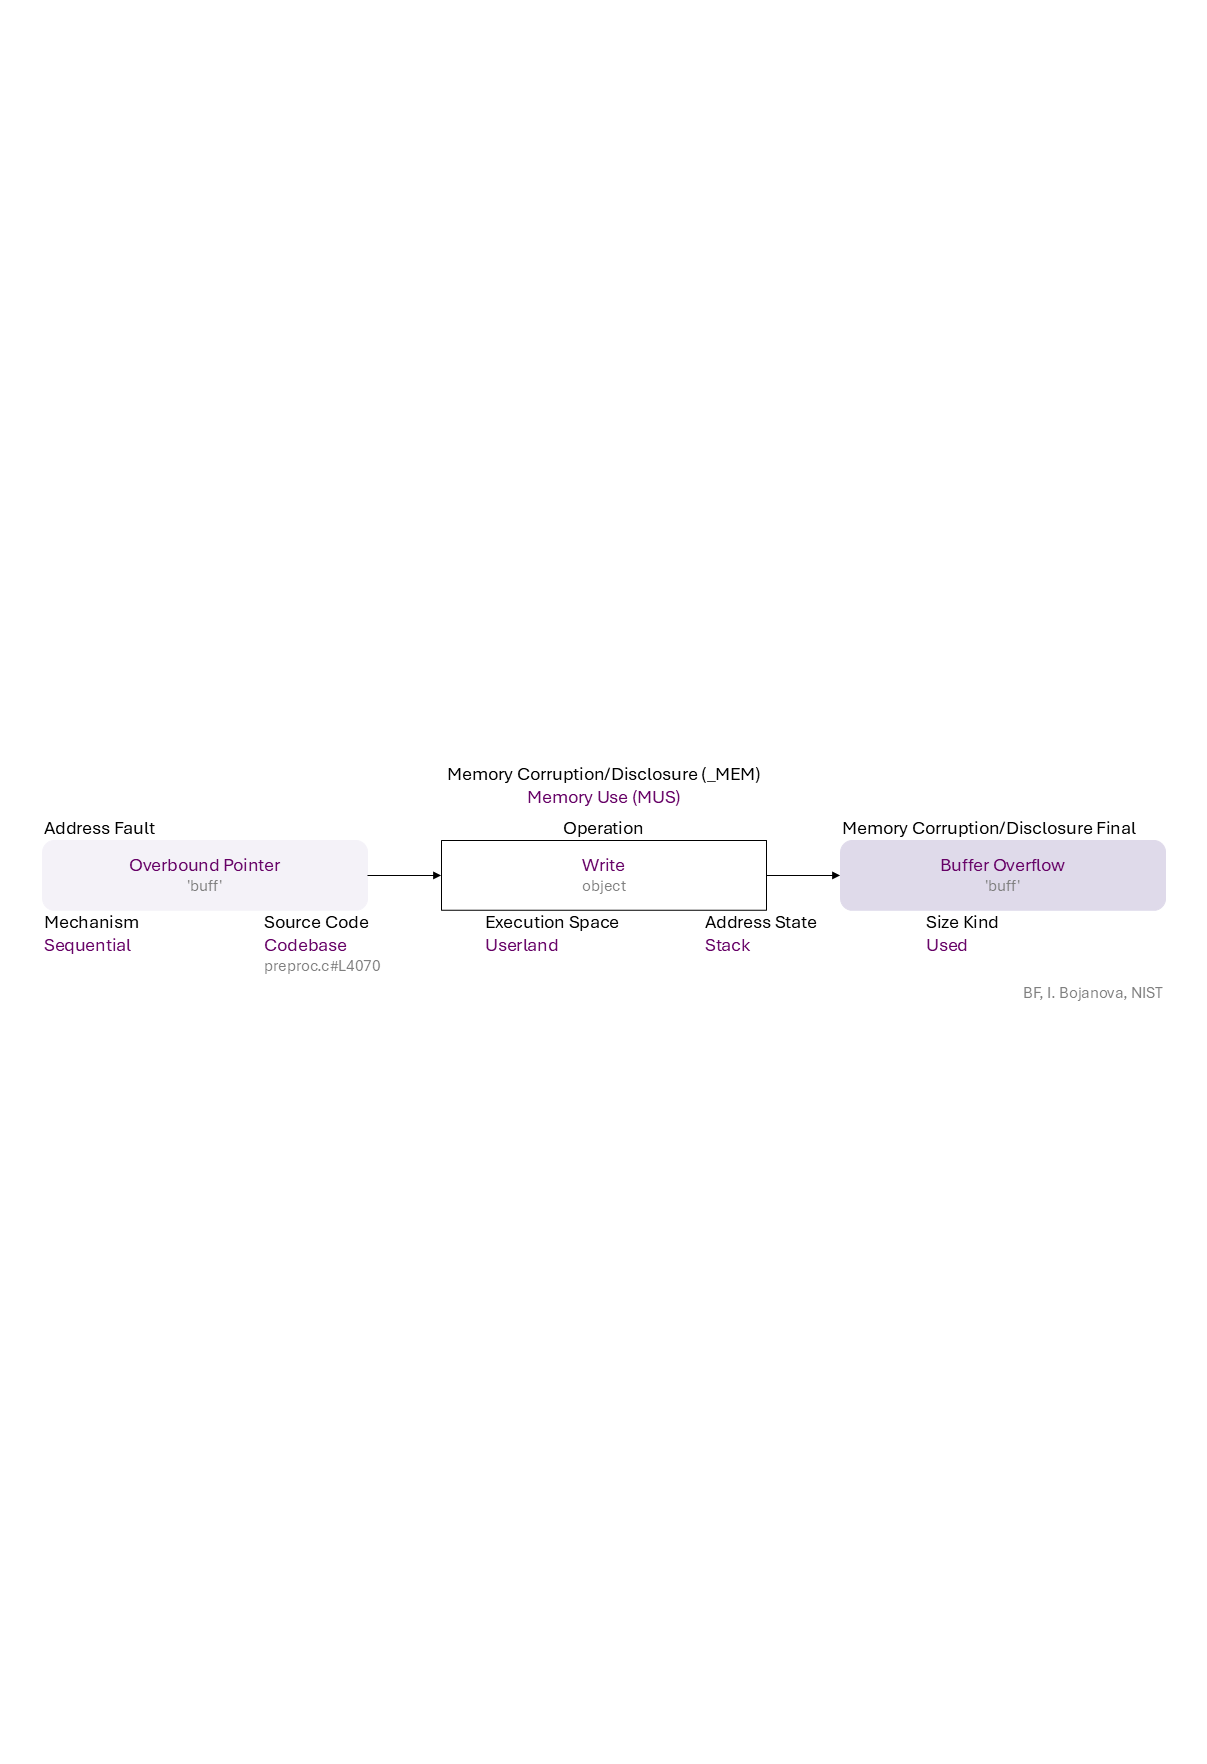 Memory Corruption/Disclosure (_MEM)
Memory Use (MUS)
Address Fault
Operation
Memory Corruption/Disclosure Final
Overbound Pointer
'buff'
Write
object
Buffer Overflow
'buff'
Mechanism
Sequential
Source Code
Codebase
preproc.c#L4070
Execution Space
Userland
Address State
Stack
Size Kind
Used
BF, I. Bojanova, NIST